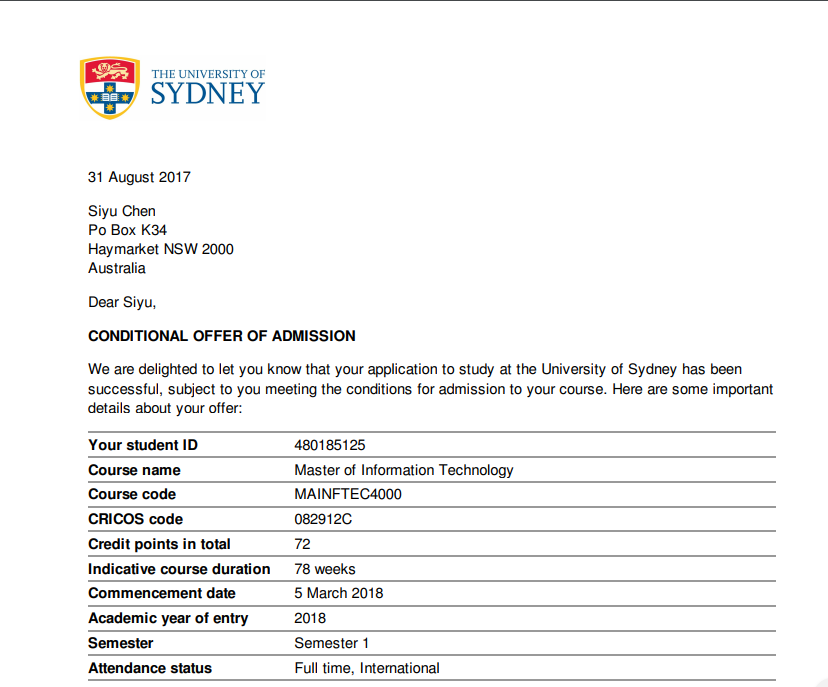 THE UNIVERSITY OF
SYDNEY
31 August 2017
Siyu Chen
Po Box K34
Haymarket NSW 2000
Australia
Dear Siyu,
CONDITIONAL OFFER OF ADMISSION
We are delighted to let you know that your application to study at the University of Sydney has been
successful, subject to you meeting the conditions for admission to your course. Here are some important
details about your offer:
Your student ID 480185125
Course name Master of Information Technology
Course code MAINFTEC4000
CRICOS code 082912C
Credit points in total 72
Indicative course duration 78 weeks
Commencement date 5 March 2018
Academic year of entry 2018
Semester Semester 1
Attendance status Full time, International